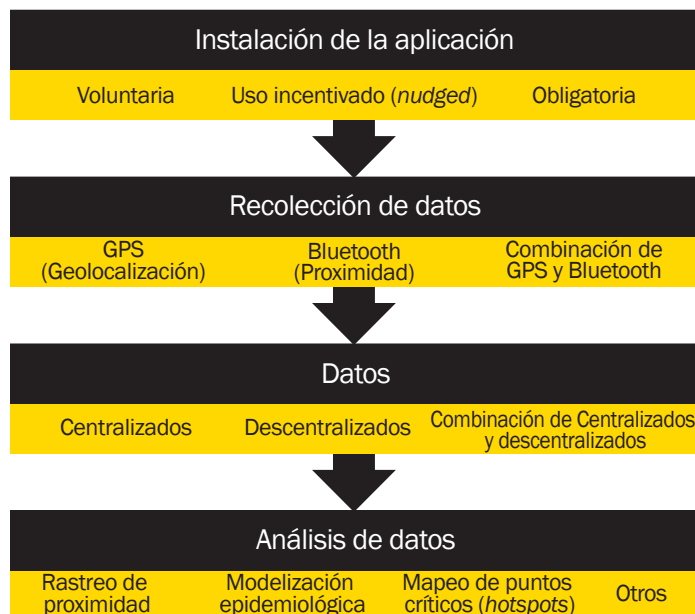 Instalación de la aplicación
Voluntaria Uso incentivado (nudged) Obligatoria
Recolección de datos
GPS
(Geolocalización)
Bluetooth
(Proximidad)
Combinación de
GPS y Bluetooth
Datos
Centralizados Descentralizados
Combinación de Centralizados
y descentralizados
Análisis de datos
Rastreo de
proximidad
Modelización
epidemiológica
Mapeo de puntos
críticos (hotspots)
Otros